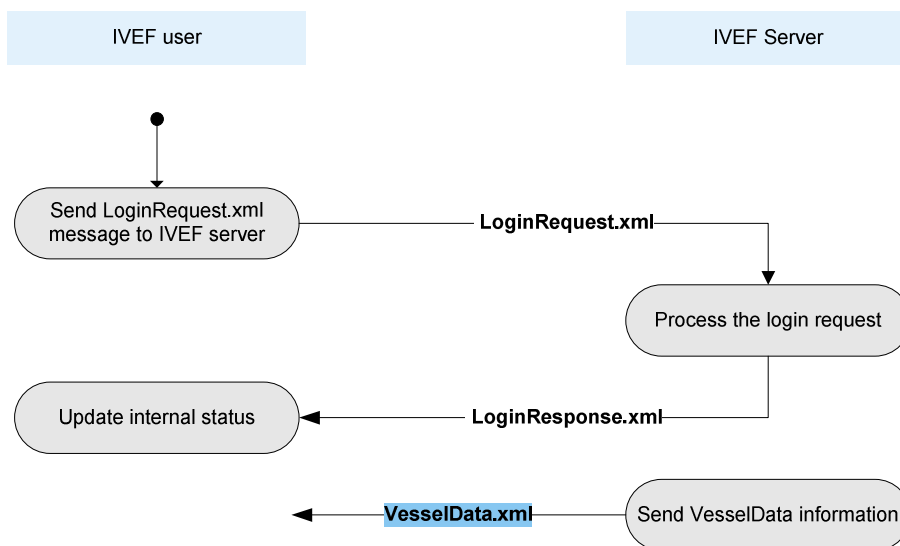 IVEF user
IVEF Server
Send LoginRequest.xml
message to IVEF server
LoginRequest.xml
Process the login request
Update internal status
LoginResponse.xml
VesselData.xml
Send VesselData information